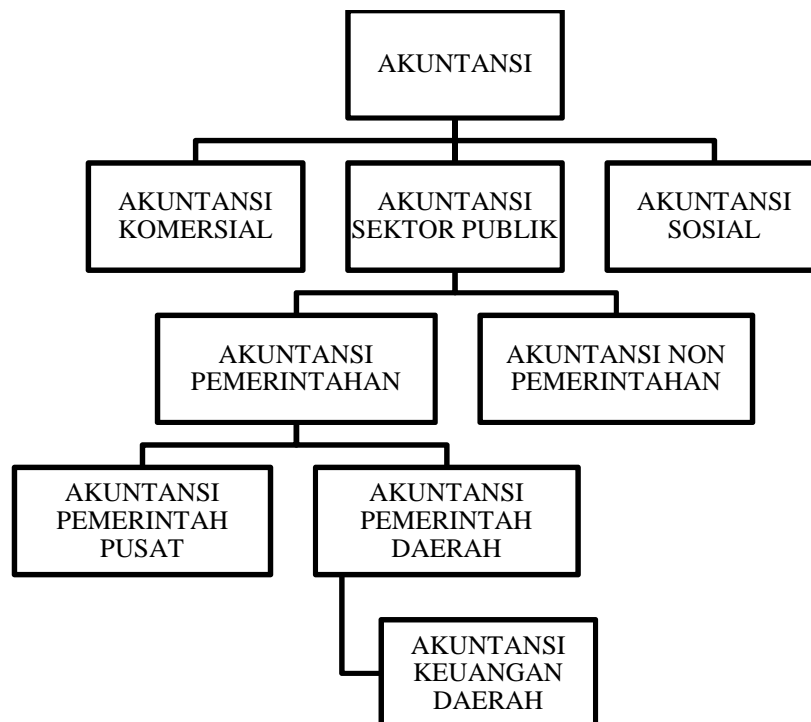 AKUNTANSI
AKUNTANSI
KOMERSIAL
AKUNTANSI
SEKTOR PUBLIK
AKUNTANSI
SOSIAL
AKUNTANSI
PEMERINTAHAN
AKUNTANSI NON
PEMERINTAHAN
AKUNTANSI
PEMERINTAH
PUSAT
AKUNTANSI
PEMERINTAH
DAERAH
AKUNTANSI
KEUANGAN
DAERAH